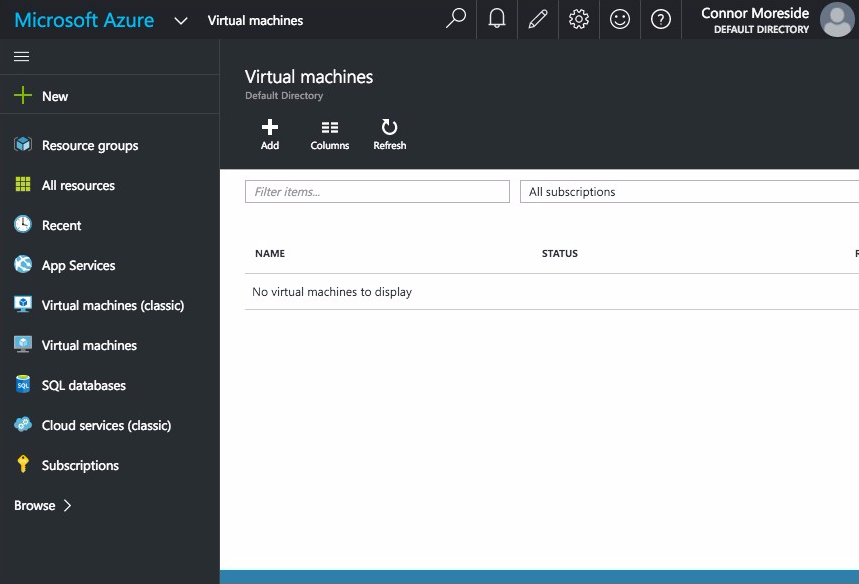 Microsoft Azure
Virtual machines
Connor Moreside
DEFAULT DIRECTORY
New
Resource groups
All resources
Recent
App Services
Virtual machines (classic)
Virtual machines
SQL
SQL databases
Cloud services (classic)
Subscriptions
Browse
Virtual machines
Default Directory
Add
Columns
Refresh
Filter items...
All subscriptions
NAME
STATUS
No virtual machines to display